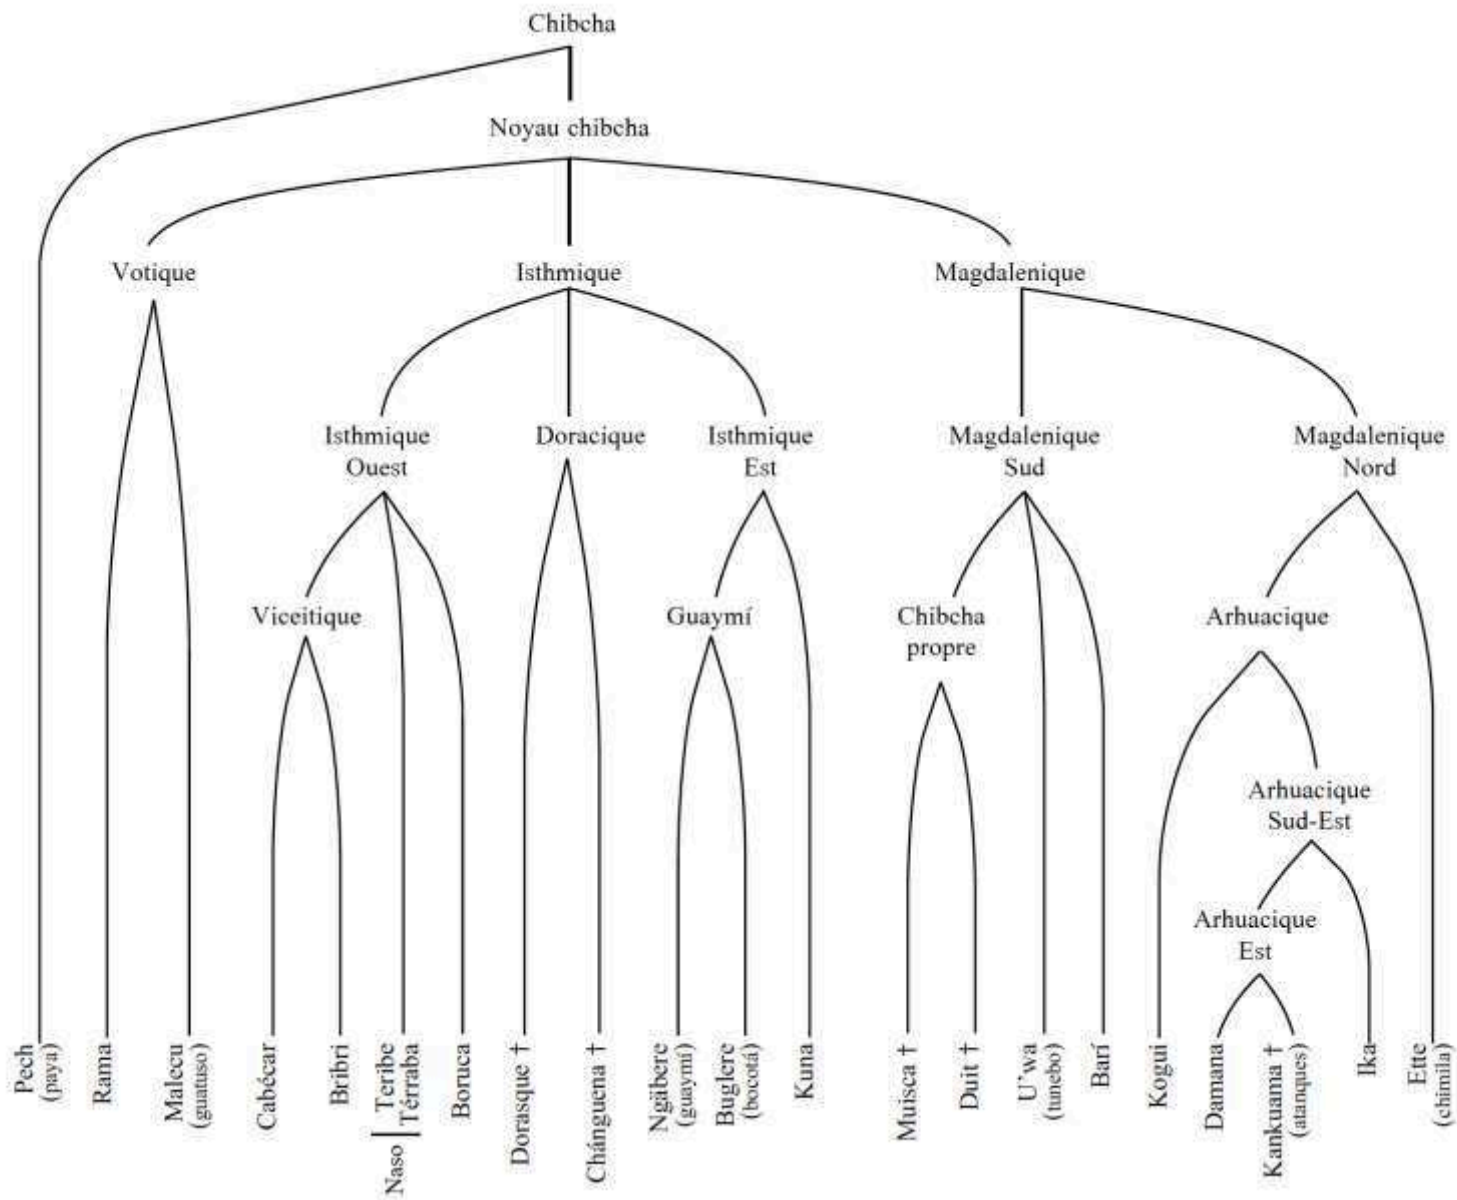 Chibcha
Noyau chibcha
Votique
Isthmique
Magdalenique
Isthmique
Ouest
Doracique
Isthmique
Est
Magdalenique
Sud
Magdalenique
Nord
Viceitique
Guaymí
Chibcha
propre
Arhuacique
Arhuacique
Sud-Est
Arhuacique
Est
Pech
(paya)
Rama
Malecu
(guatuso)
Cabécar
Bribri
Teribe
Térraba
Naso
Boruca
Dorasque †
Chánguena †
Ngäbere
(guaymí)
Buglere
(bocotá)
Kuna
Muisca †
Duit †
U'wa
(tunebo)
Barí
Kogui
Damana
Kankuama †
(atanques)
Ika
Ette
(chimila)